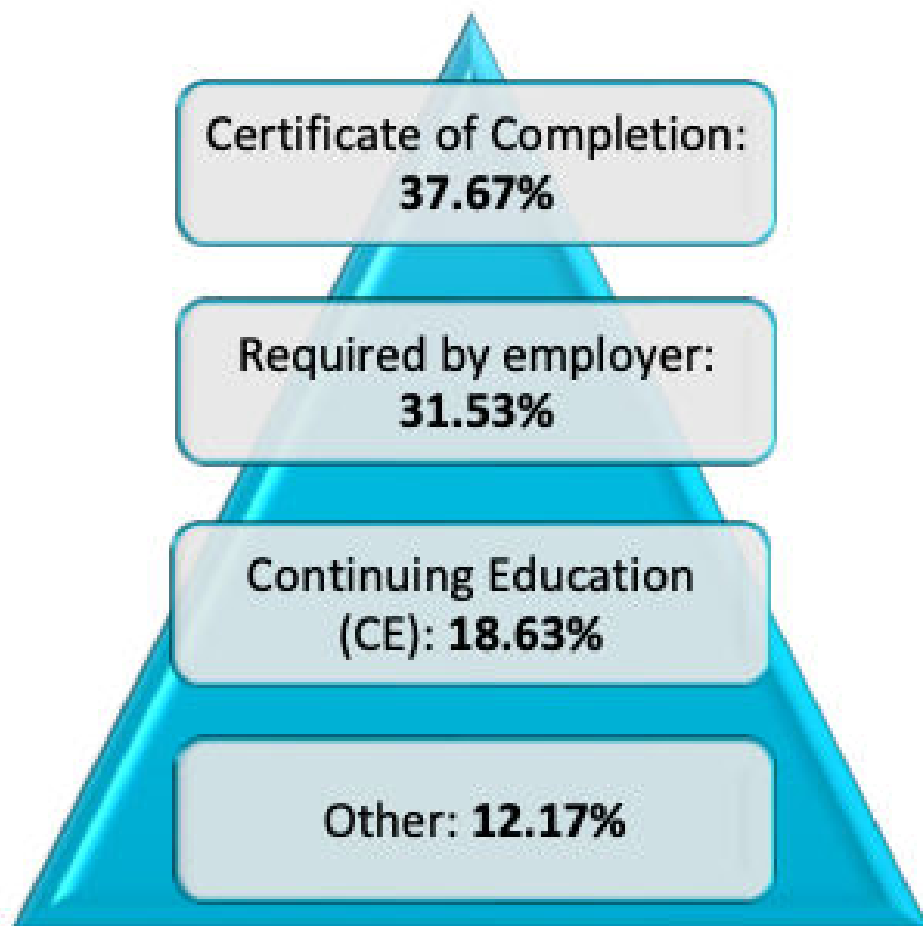 Certificate of Completion:
37.67%
Required by employer:
31.53%
Continuing Education
(CE): 18.63%
Other: 12.17%